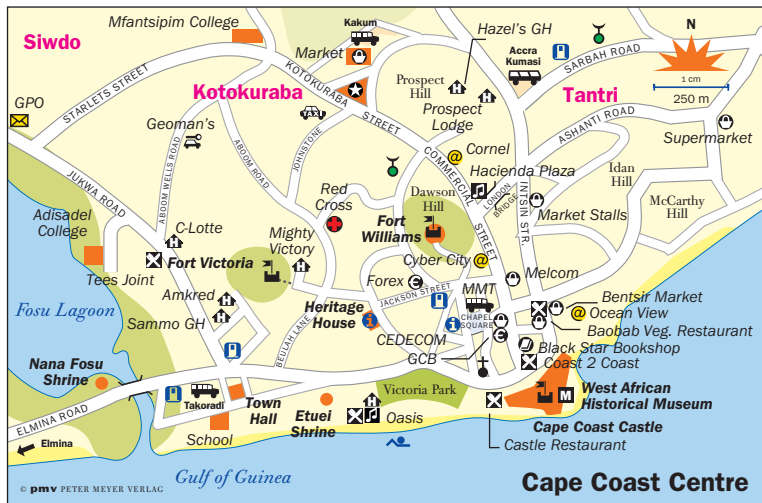 Mfantsipim College
Siwdo
Kakum
Market
Hazel's GH
Accra
Kumasi
SARBAH ROAD
N
1 cm
250 m
STARLETS STREET
Kotokuraba
KOTOKURABA
STREET
Prospect
Hill
Prospect
Lodge
Tantri
GPO
Geoman's
TAXI
JOHNSTONE
ASHANTI ROAD
Supermarket
ABOOM WELLS ROAD
ABOOM ROAD
@
Cornel
COMMERCIAL
STREET
Hacienda Plaza
LONDON
BRIDGE
INTSIN STR.
Idan
Hill
McCarthy
Hill
JUKWA ROAD
Red
Cross
Dawson
Hill
Fort
Williams
Market Stalls
Adisadel
College
C-Lotte
Tees Joint
Fort Victoria
Mighty
Victory
Cyber City
@
Forex
Melcom
Amkred
Sammo GH
Heritage
House
JACKSON STREET
MMT
CHAPEL
SQUARE
Bentsir Market
@
Ocean View
Baobab Veg. Restaurant
Fosu Lagoon
BEULAH LANE
CEDECOM
GCB
Black Star Bookshop
Coast 2 Coast
Nana Fosu
Shrine
Takoradi
Town
Hall
Etuei
Shrine
Victoria Park
Oasis
M
West African
Historical Museum
Cape Coast Castle
Castle Restaurant
ELMINA ROAD
School
Elmina
Gulf of Guinea
Cape Coast Centre
© pmv PETER MEYER VERLAG